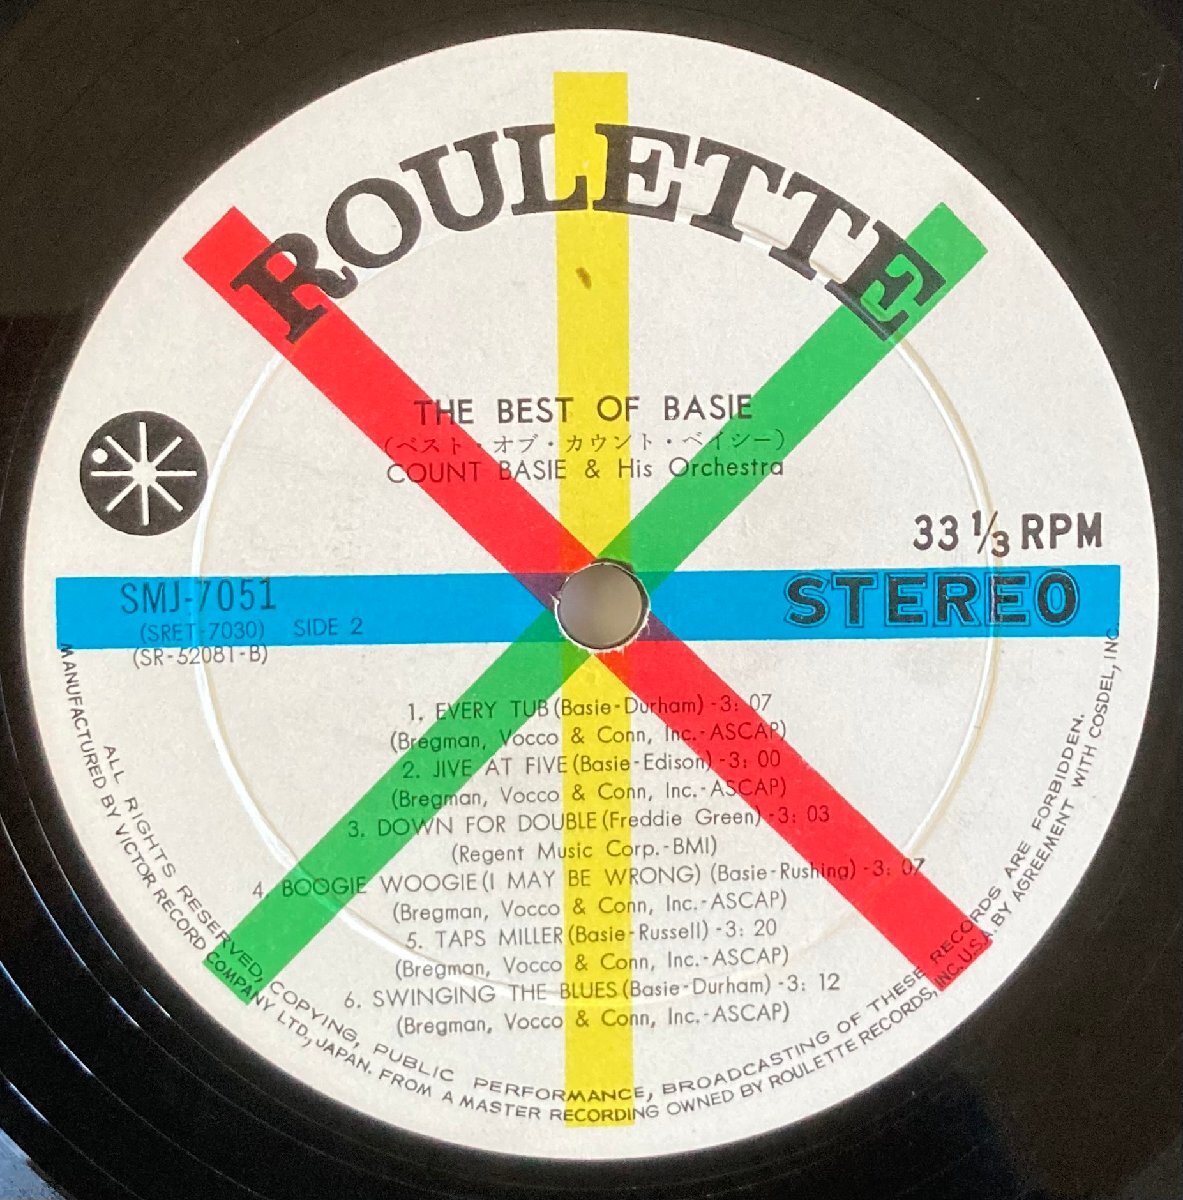 ROULETTE
THE BEST OF BASIE
(ベスト・オブ・カウント・ベイシー)
COUNT BASIE & His Orchestra
33 1/3 RPM
STEREO
SMJ-7051
(SRET-7030) SIDE 2
(SR-52081-B)
1. EVERY TUB (Basie-Durham) -3: 07
(Bregman, Vocco & Conn, Inc.-ASCAP)
2. JIVE AT FIVE (Basie-Edison) -3: 00
(Bregman, Vocco & Conn, Inc.-ASCAP)
3. DOWN FOR DOUBLE (Freddie Green) -3: 03
(Regent Music Corp.-BMI)
4. BOOGIE WOOGIE (I MAY BE WRONG) (Basie-Rushing) -3: 07
(Bregman, Vocco & Conn, Inc.-ASCAP)
5. TAPS MILLER (Basie-Russell) -3: 20
(Bregman, Vocco & Conn, Inc.-ASCAP)
6. SWINGING THE BLUES (Basie-Durham) -3: 12
(Bregman, Vocco & Conn, Inc.-ASCAP)
ALL RIGHTS RESERVED, COPYING, PUBLIC PERFORMANCE, BROADCASTING OF THESE RECORDS ARE FORBIDDEN.
MANUFACTURED BY VICTOR RECORD COMPANY LTD., JAPAN. FROM A MASTER RECORDING OWNED BY ROULETTE RECORDS, INC. U.S.A. BY AGREEMENT WITH COSDEL, INC.